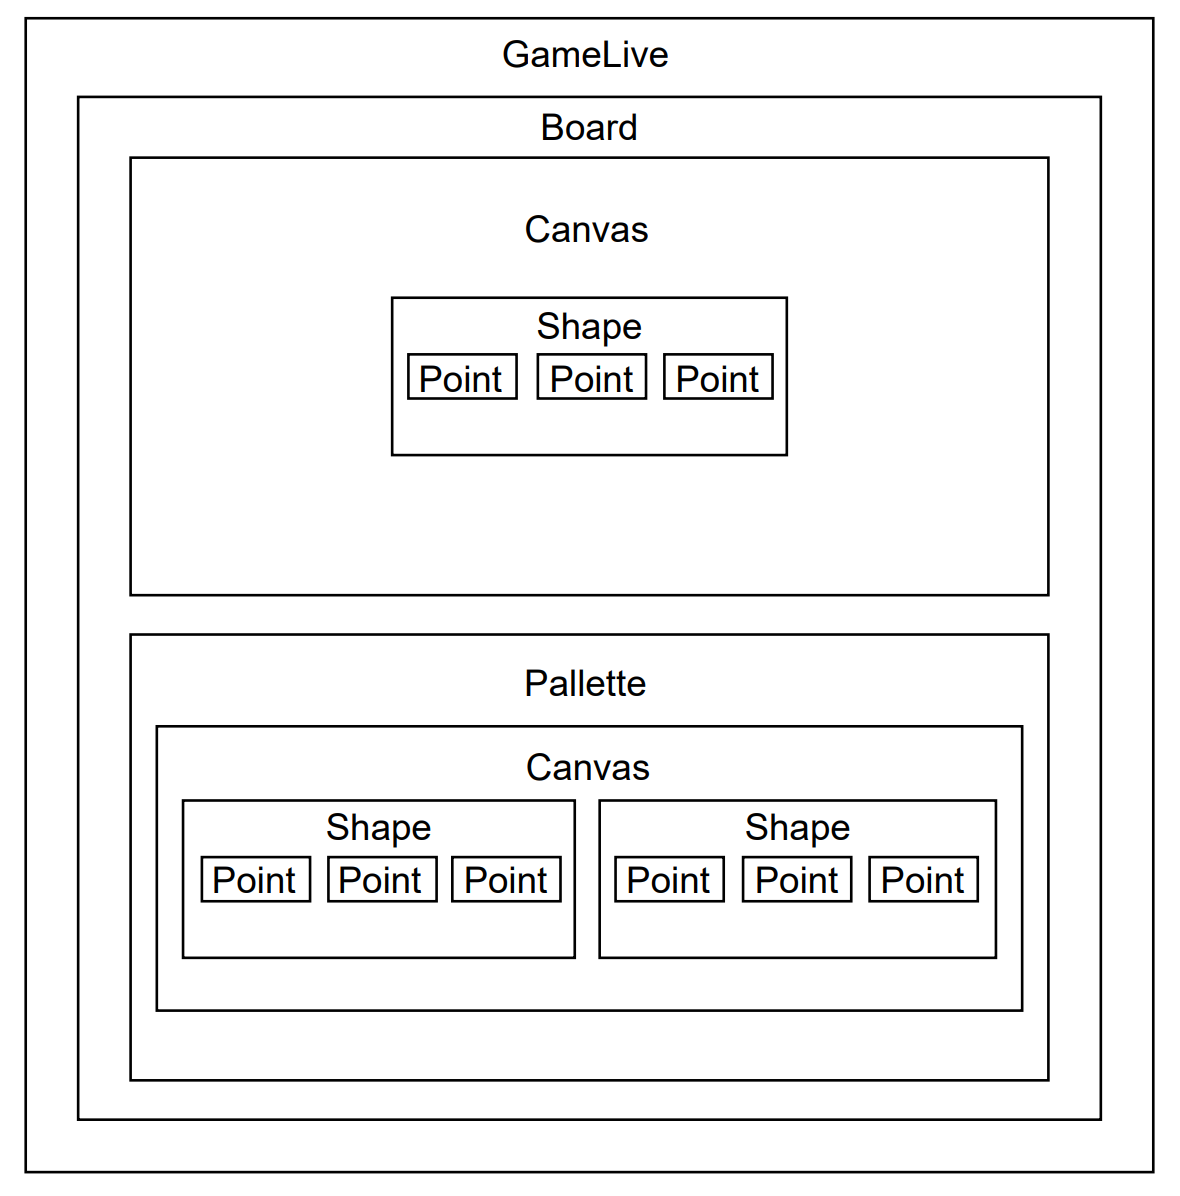 GameLive
Board
Canvas
Shape
Point Point Point
Pallette
Canvas
Shape Shape
Point Point Point Point Point Point